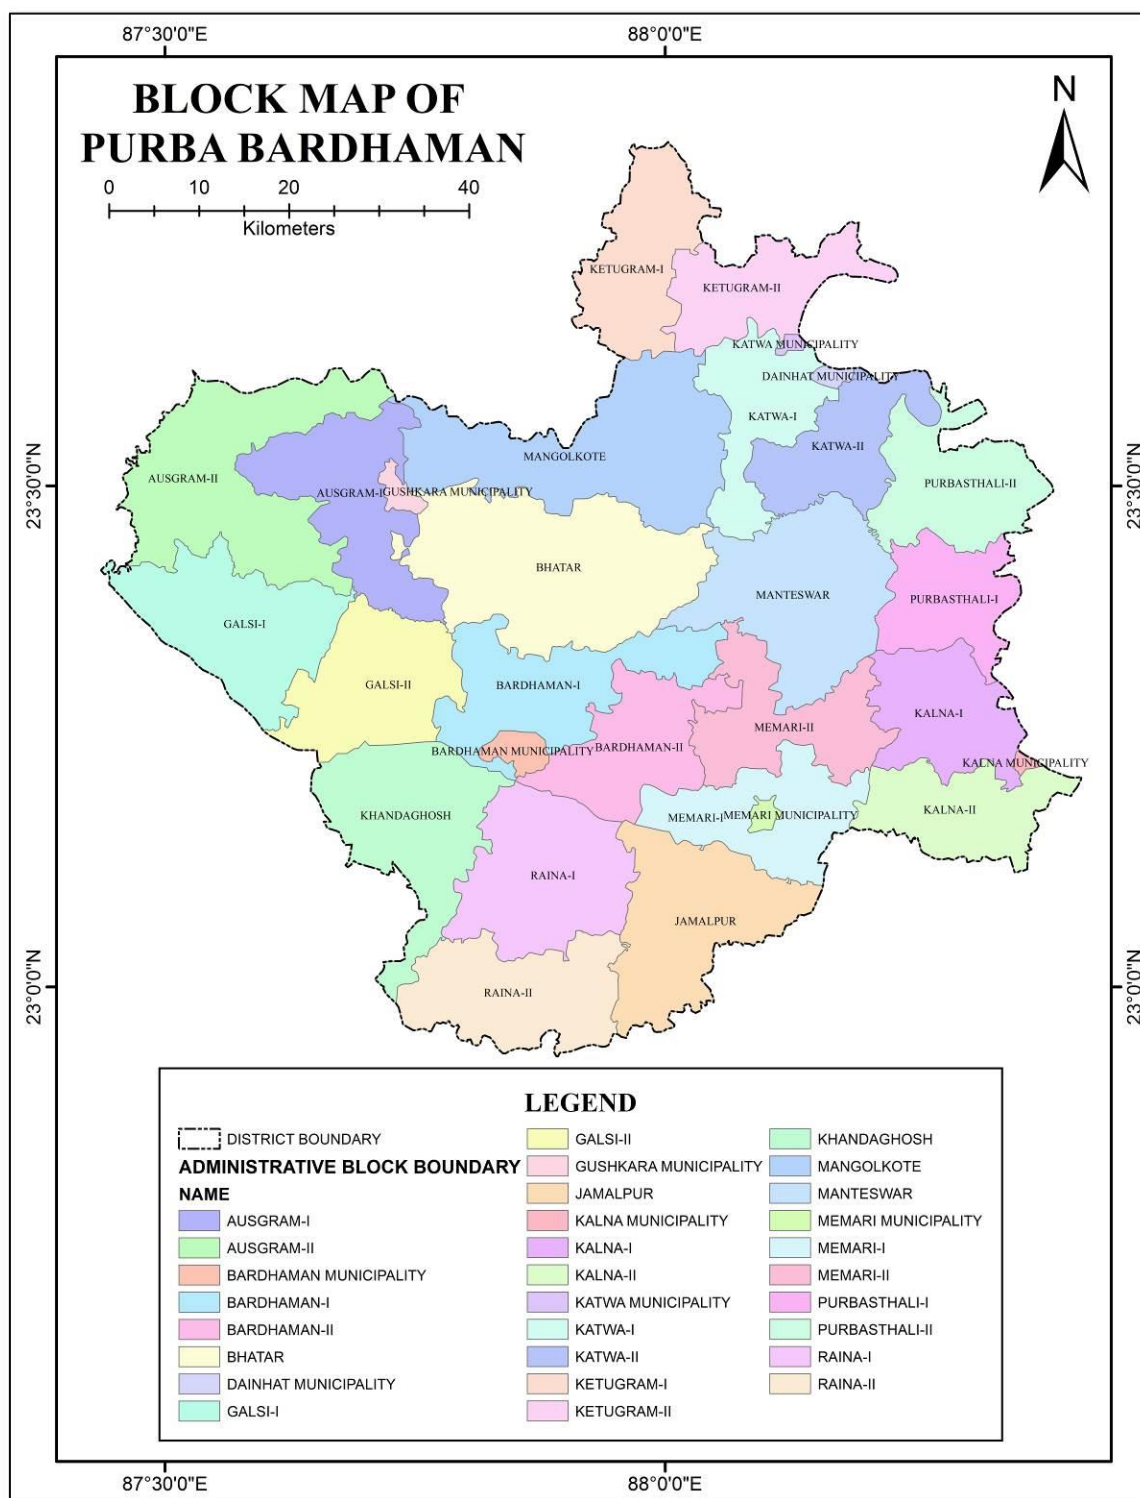 87°30'0"E
88°0'0"E
BLOCK MAP OF
PURBA BARDHAMAN
N
0 10 20 40
Kilometers
KETUGRAM-I
KETUGRAM-II
KATWA MUNICIPALITY
DAINHAT MUNICIPALITY
KATWA-I
KATWA-II
MANGOLKOTE
AUSGRAM-II
PURBASTHALI-II
AUSGRAM-I
GUSHKARA MUNICIPALITY
23°30'0"N
23°30'0"N
BHATAR
MANTESWAR
PURBASTHALI-I
GALSI-I
GALSI-II
BARDHAMAN-I
KALNA-I
MEMARI-II
BARDHAMAN MUNICIPALITY
BARDHAMAN-II
KALNA MUNICIPALITY
KHANDAGHOSH
MEMARI-I
MEMARI MUNICIPALITY
KALNA-II
RAINA-I
JAMALPUR
RAINA-II
23°0'0"N
23°0'0"N
LEGEND
DISTRICT BOUNDARY
ADMINISTRATIVE BLOCK BOUNDARY
NAME
AUSGRAM-I
AUSGRAM-II
BARDHAMAN MUNICIPALITY
BARDHAMAN-I
BARDHAMAN-II
BHATAR
DAINHAT MUNICIPALITY
GALSI-I
GALSI-II
GUSHKARA MUNICIPALITY
JAMALPUR
KALNA MUNICIPALITY
KALNA-I
KALNA-II
KATWA MUNICIPALITY
KATWA-I
KATWA-II
KETUGRAM-I
KETUGRAM-II
KHANDAGHOSH
MANGOLKOTE
MANTESWAR
MEMARI MUNICIPALITY
MEMARI-I
MEMARI-II
PURBASTHALI-I
PURBASTHALI-II
RAINA-I
RAINA-II
87°30'0"E
88°0'0"E